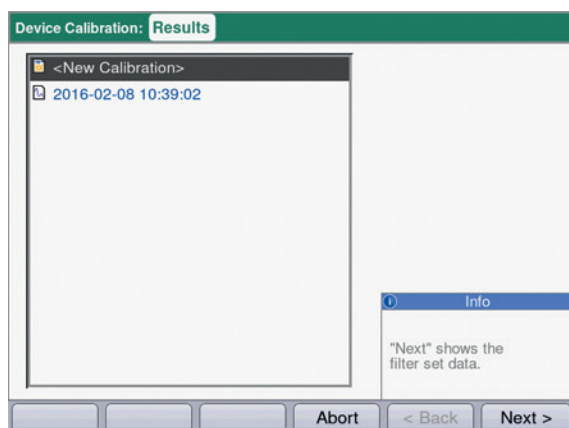 Device Calibration: Results
<New Calibration>
2016-02-08 10:39:02
Info
"Next" shows the
filter set data.
Abort
< Back
Next >